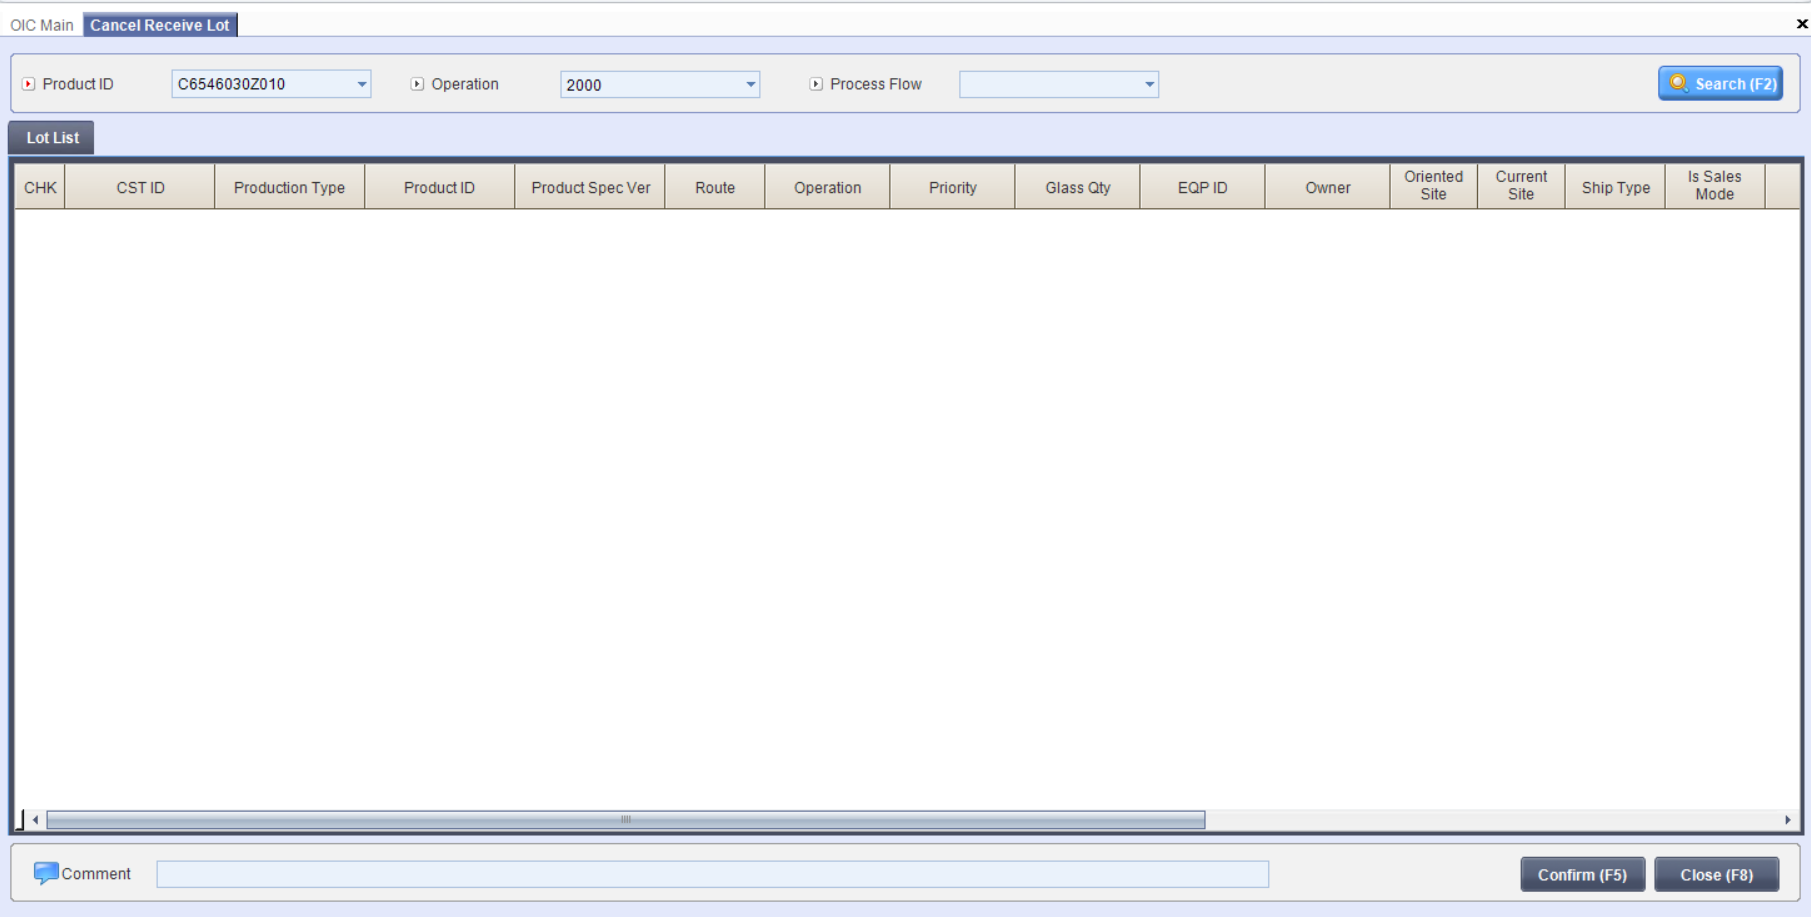 OIC Main Cancel Receive Lot x
Product ID C6546030Z010 Operation 2000 Process Flow Search (F2)
Lot List
CHK CST ID Production Type Product ID Product Spec Ver Route Operation Priority Glass Qty EQP ID Owner Oriented Site Current Site Ship Type Is Sales Mode
Comment Confirm (F5) Close (F8)